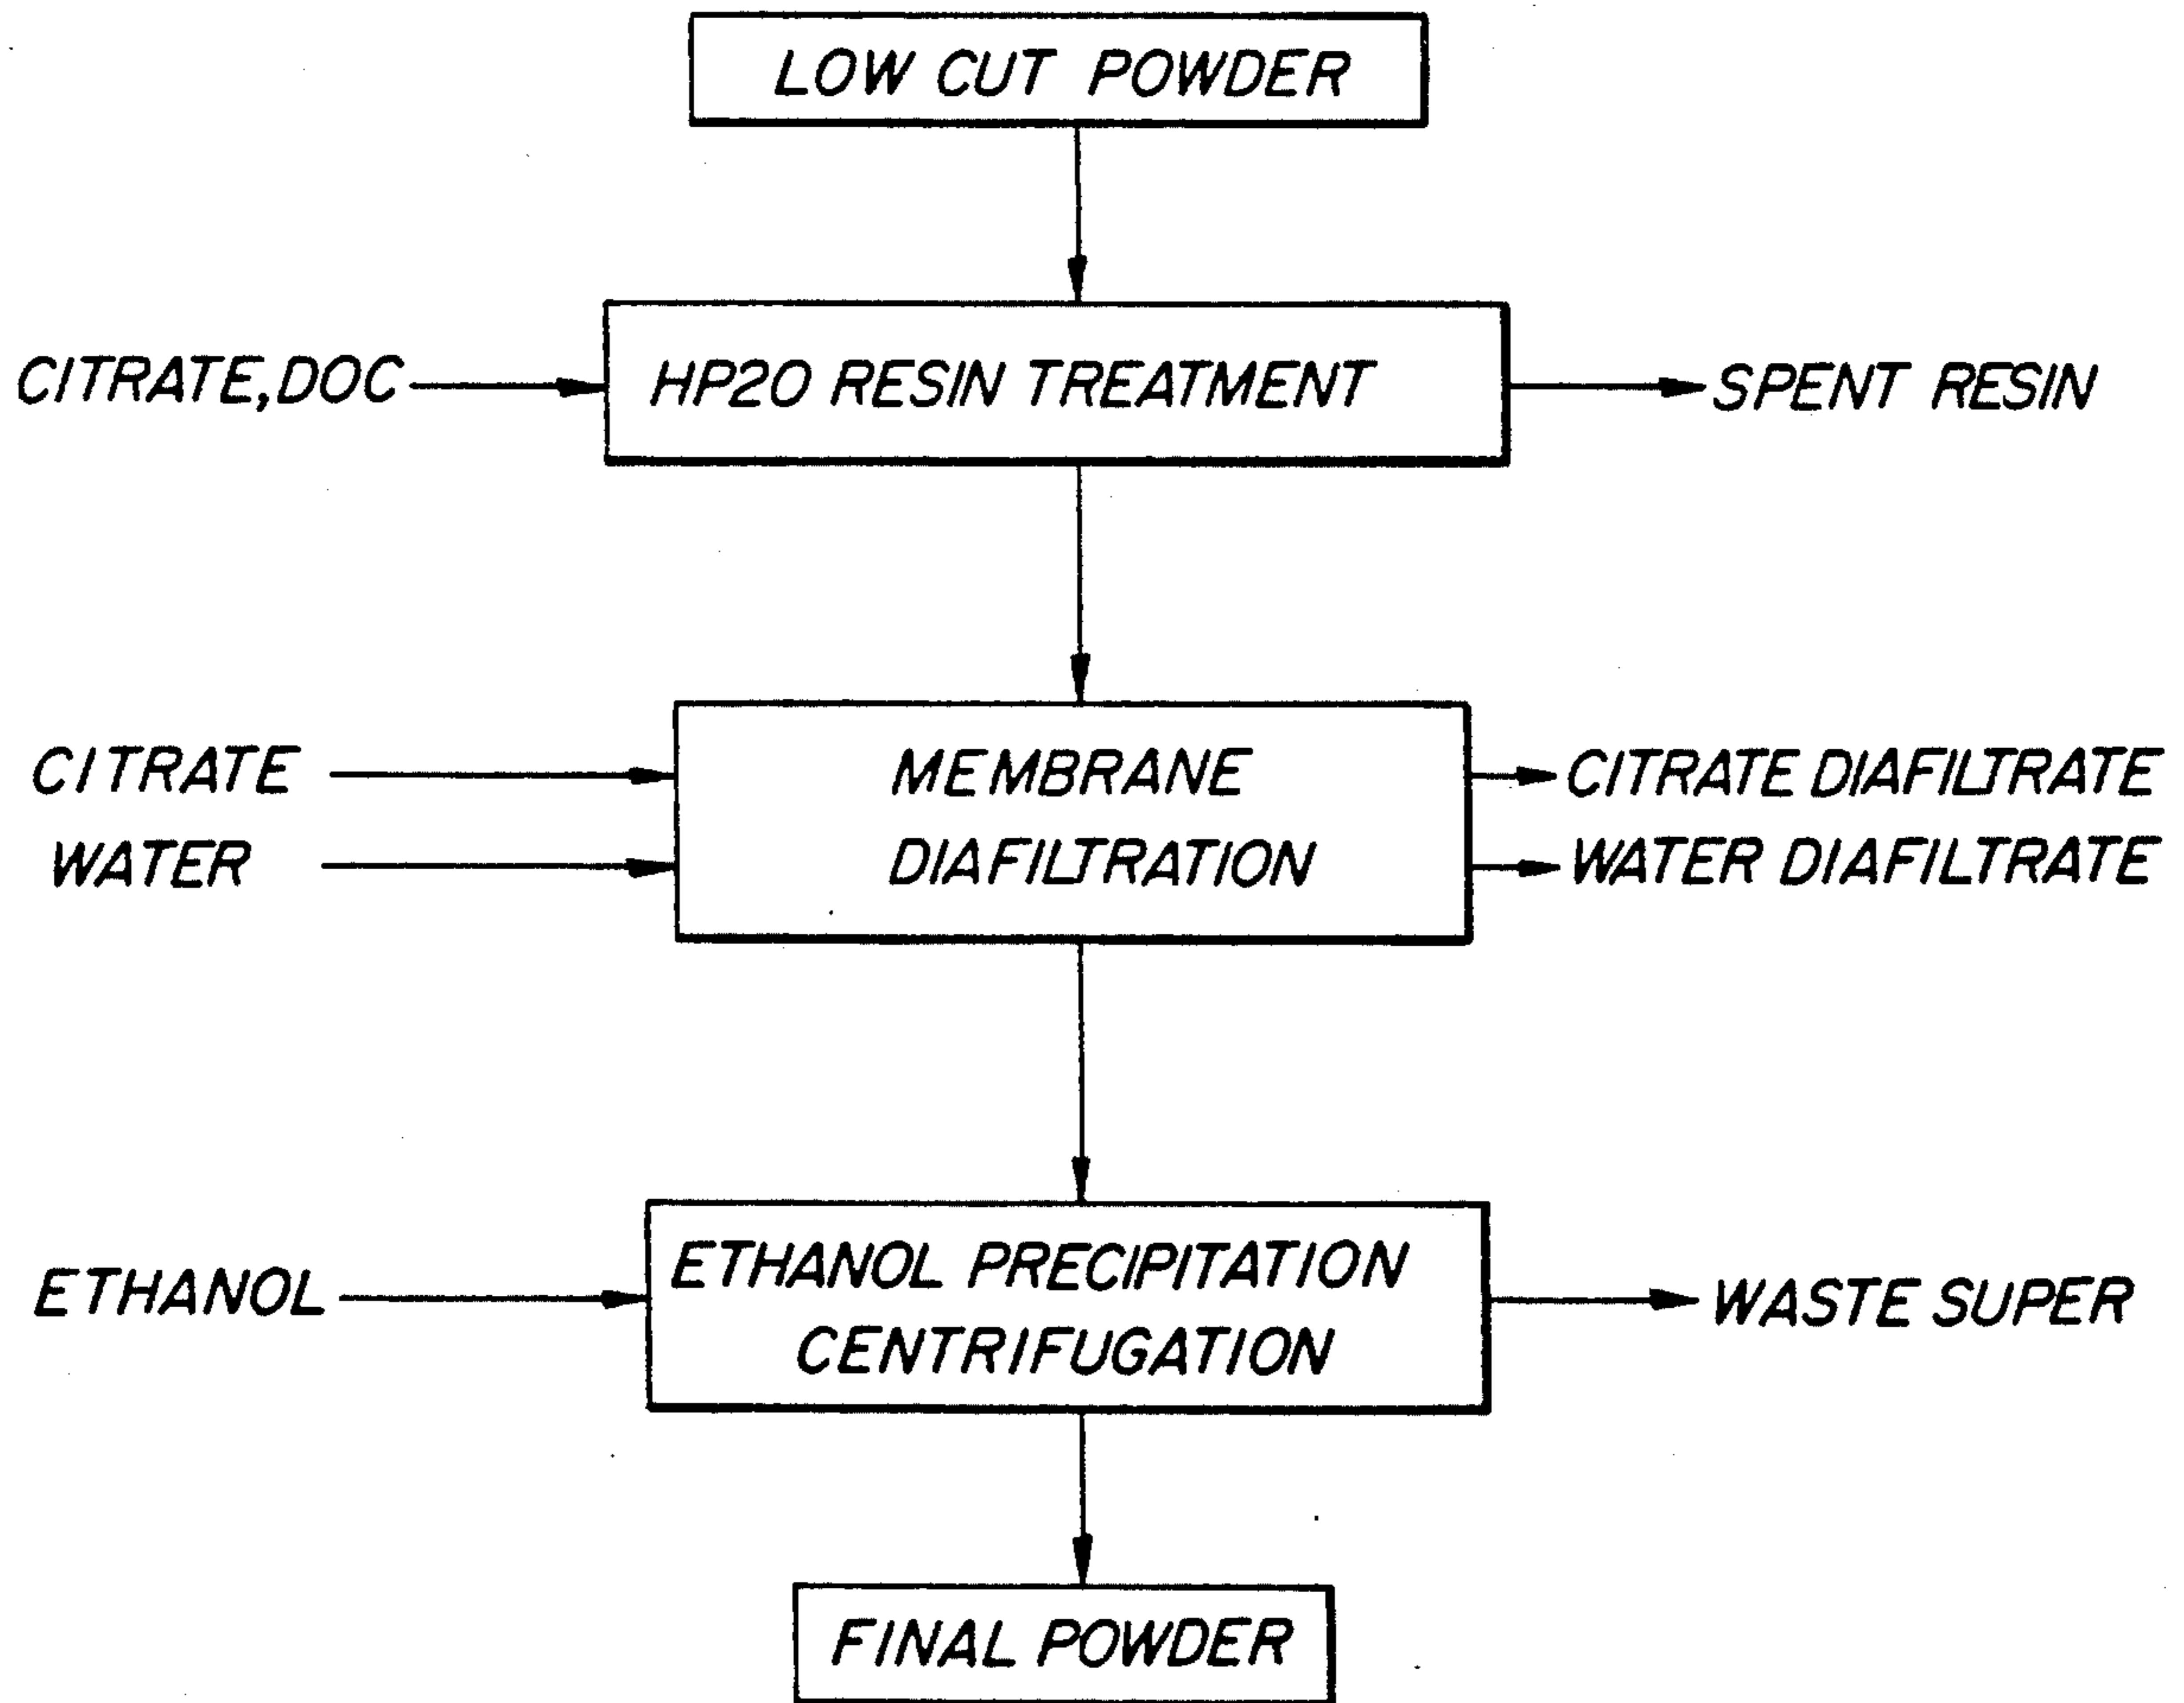 LOW CUT POWDER
CITRATE,DOC
HP20 RESIN TREATMENT
SPENT RESIN
CITRATE
MEMBRANE
CITRATE DIAFILTRATE
WATER
DIAFILTRATION
WATER DIAFILTRATE
ETHANOL
ETHANOL PRECIPITATION
CENTRIFUGATION
WASTE SUPER
FINAL POWDER